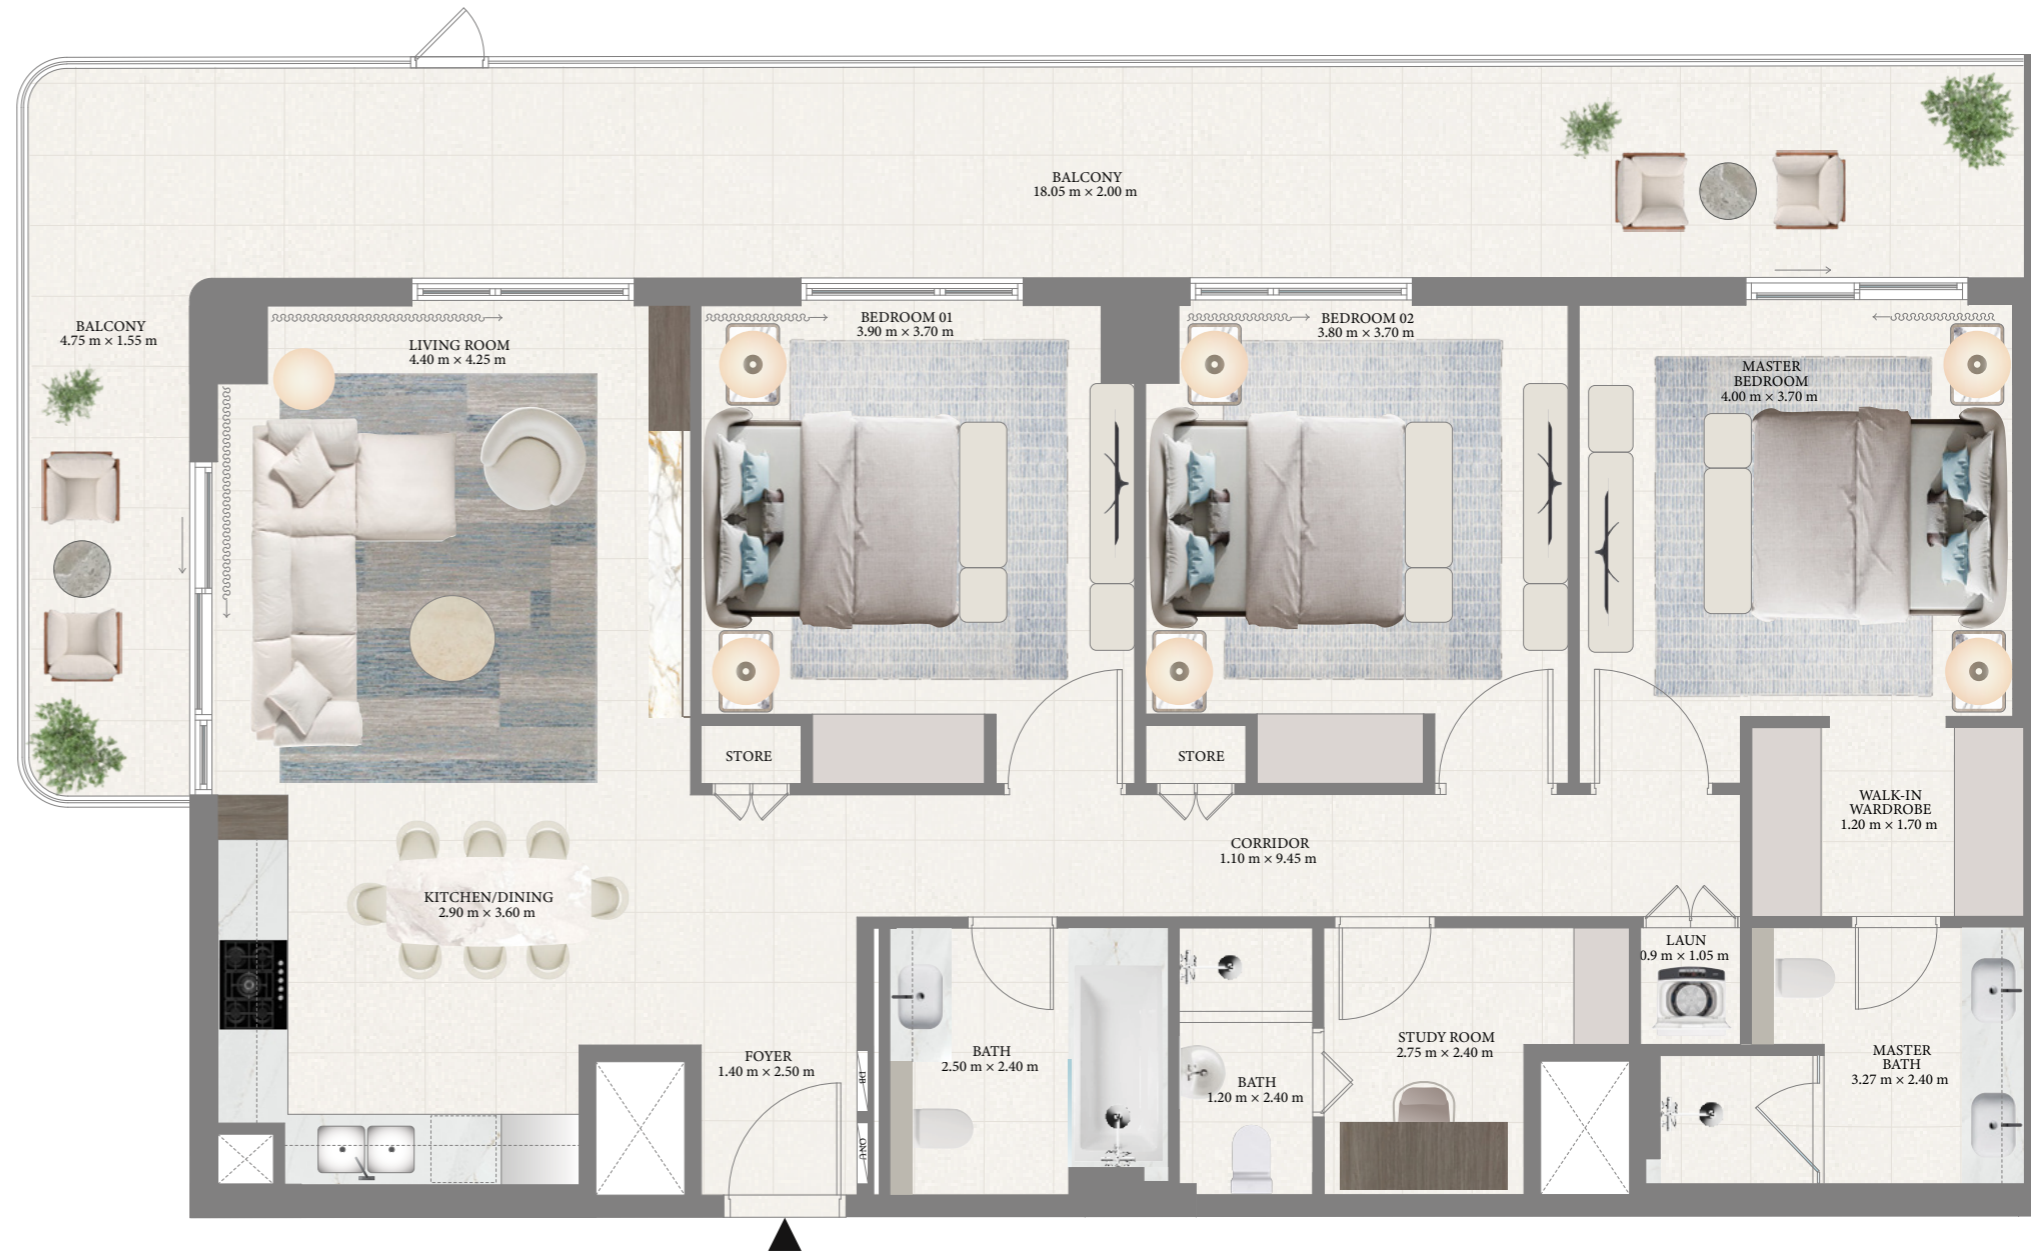 BALCONY
18.05 m × 2.00 m
BALCONY
4.75 m × 1.55 m
LIVING ROOM
4.40 m × 4.25 m
BEDROOM 01
3.90 m × 3.70 m
BEDROOM 02
3.80 m × 3.70 m
MASTER
BEDROOM
4.00 m × 3.70 m
STORE
STORE
WALK-IN
WARDROBE
1.20 m × 1.70 m
CORRIDOR
1.10 m × 9.45 m
KITCHEN/DINING
2.90 m × 3.60 m
LAUN
0.9 m × 1.05 m
FOYER
1.40 m × 2.50 m
DB
ONU
BATH
2.50 m × 2.40 m
BATH
1.20 m × 2.40 m
STUDY ROOM
2.75 m × 2.40 m
MASTER
BATH
3.27 m × 2.40 m